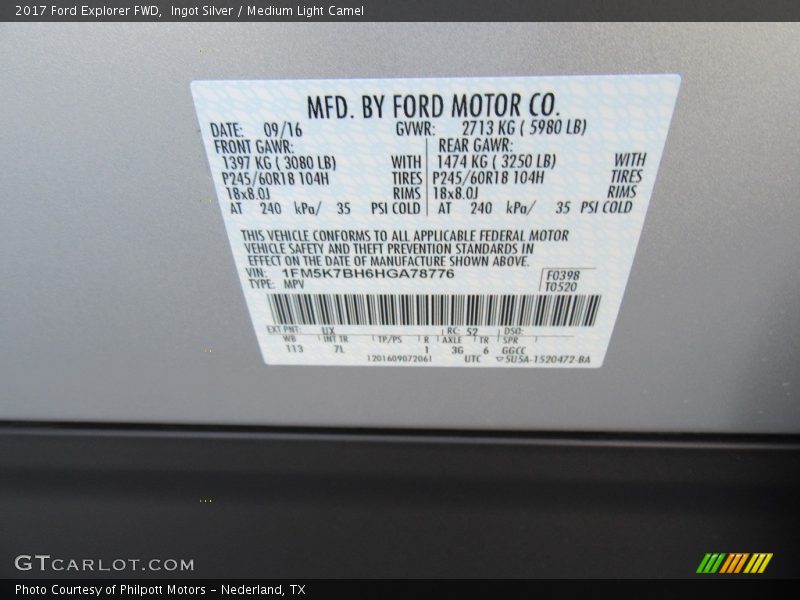 2017 Ford Explorer FWD,  Ingot Silver / Medium Light Camel
MFD. BY FORD MOTOR CO.
DATE: 09/16 GVWR: 2713 KG ( 5980 LB)
FRONT GAWR: REAR GAWR:
1397 KG ( 3080 LB) WITH 1474 KG ( 3250 LB) WITH
P245/60R18 104H TIRES P245/60R18 104H TIRES
18x8.0J RIMS 18x8.0J RIMS
AT 240 kPa/ 35 PSI COLD AT 240 kPa/ 35 PSI COLD
THIS VEHICLE CONFORMS TO ALL APPLICABLE FEDERAL MOTOR
VEHICLE SAFETY AND THEFT PREVENTION STANDARDS IN
EFFECT ON THE DATE OF MANUFACTURE SHOWN ABOVE.
VIN: 1FM5K7BH6HGA78776 F0398
TYPE: MPV T0520
EXT PNT: UX RC: 52 DSO:
WB INT TR TP/PS R AXLE TR SPR
113 7L 1 3G 6 GGCC
1201609072061 UTC ▽5U5A-1520472-BA
GTCARLOT.COM
Photo Courtesy of Philpott Motors - Nederland, TX